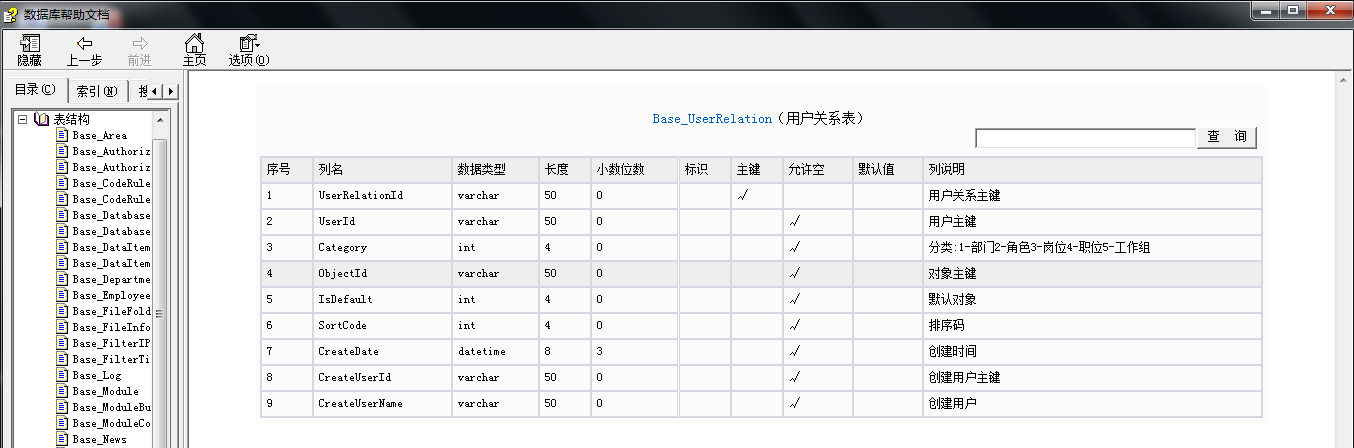 数据库帮助文档
隐藏 上一步 前进 主页 选项(O)
目录(C) 索引(N)
表结构
Base_Area
Base_Authoriz
Base_Authoriz
Base_CodeRule
Base_CodeRule
Base_Database
Base_Database
Base_DataItem
Base_DataItem
Base_Departme
Base_Employee
Base_FileFold
Base_FileInfo
Base_FilterIP
Base_FilterTi
Base_Log
Base_Module
Base_ModuleBu
Base_ModuleCo
Base_News
Base_UserRelation（用户关系表）
查 询
序号 列名 数据类型 长度 小数位数 标识 主键 允许空 默认值 列说明
1 UserRelationId varchar 50 0 √ 用户关系主键
2 UserId varchar 50 0 √ 用户主键
3 Category int 4 0 √ 分类:1-部门2-角色3-岗位4-职位5-工作组
4 ObjectId varchar 50 0 √ 对象主键
5 IsDefault int 4 0 √ 默认对象
6 SortCode int 4 0 √ 排序码
7 CreateDate datetime 8 3 √ 创建时间
8 CreateUserId varchar 50 0 √ 创建用户主键
9 CreateUserName varchar 50 0 √ 创建用户